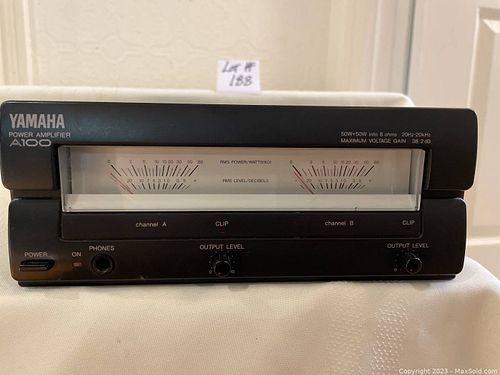 Lot #
188
YAMAHA
POWER AMPLIFIER
A100
50W+50W into 8 ohms 20Hz-20kHz
MAXIMUM VOLTAGE GAIN 38.2dB
RMS POWER/WATTS(8Ω)
RMS LEVEL/DECIBELS
channel A CLIP channel B CLIP
POWER ON PHONES OUTPUT LEVEL OUTPUT LEVEL
Copyright 2023 - MaxSold.com